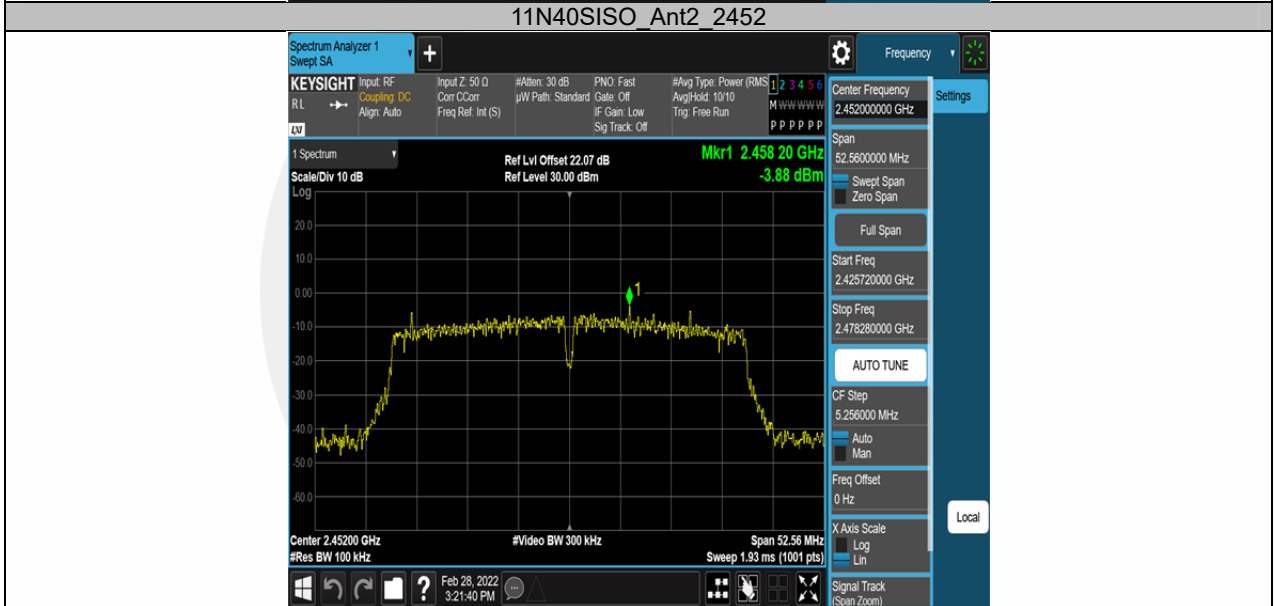 11N40SISO_Ant2_2452
Spectrum Analyzer 1
Swept SA
+
Frequency
KEYSIGHT
RL
LXI
Input: RF
Coupling: DC
Align: Auto
Input Z: 50 Ω
Corr CCorr
Freq Ref: Int (S)
#Atten: 30 dB
µW Path: Standard
PNO: Fast
Gate: Off
IF Gain: Low
Sig Track: Off
#Avg Type: Power (RMS
Avg|Hold: 10/10
Trig: Free Run
1 2 3 4 5 6
M W W W W W
P P P P P P
1 Spectrum
Scale/Div 10 dB
Log
Ref Lvl Offset 22.07 dB
Ref Level 30.00 dBm
Mkr1 2.458 20 GHz
-3.88 dBm
20.0
10.0
0.00
-10.0
-20.0
-30.0
-40.0
-50.0
-60.0
1
Center 2.45200 GHz
#Res BW 100 kHz
#Video BW 300 kHz
Span 52.56 MHz
Sweep 1.93 ms (1001 pts)
Center Frequency
2.452000000 GHz
Settings
Span
52.5600000 MHz
Swept Span
Zero Span
Full Span
Start Freq
2.425720000 GHz
Stop Freq
2.478280000 GHz
AUTO TUNE
CF Step
5.256000 MHz
Auto
Man
Freq Offset
0 Hz
X Axis Scale
Log
Lin
Local
Signal Track
(Span Zoom)
?
Feb 28, 2022
3:21:40 PM